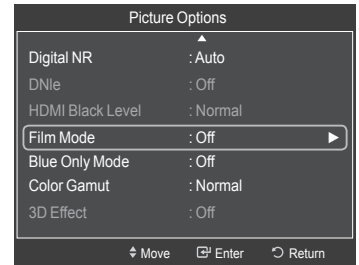 Picture Options
Digital NR : Auto
DNIe : Off
HDMI Black Level : Normal
Film Mode : Off
Blue Only Mode : Off
Color Gamut : Normal
3D Effect : Off
Move Enter Return